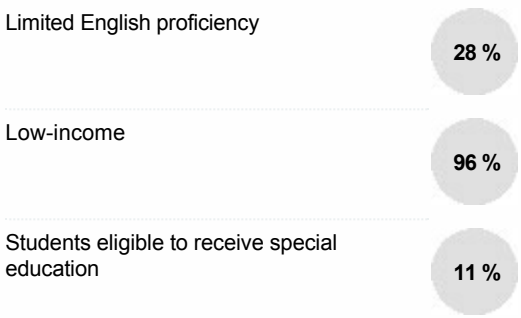 Limited English proficiency
28 %
Low-income
96 %
Students eligible to receive special
education
11 %